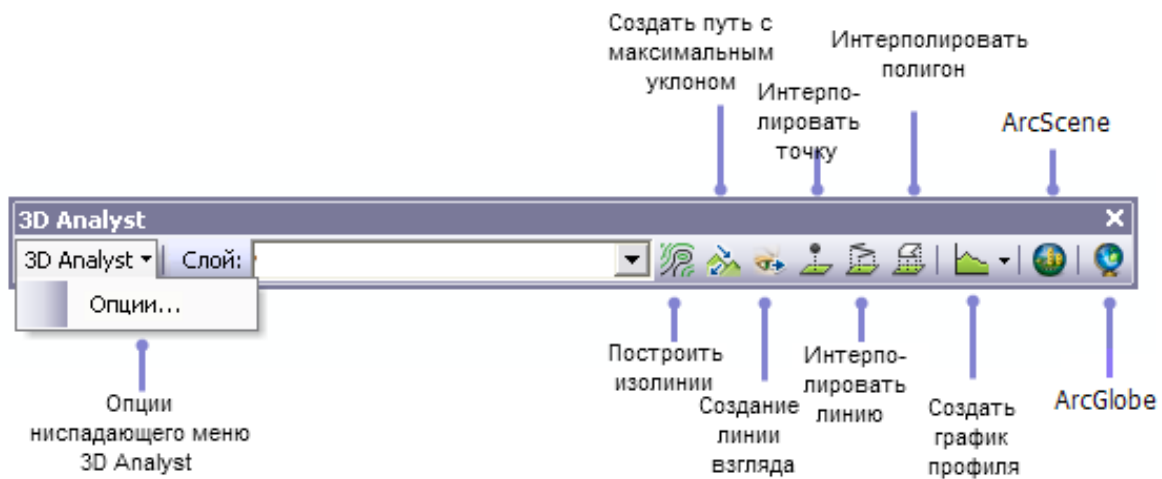 Создать путь с
максимальным
уклоном
Интерпо-
лировать
точку
Интерполировать
полигон
ArcScene
3D Analyst
3D Analyst
Слой:
Опции...
Опции
ниспадающего меню
3D Analyst
Построить
изолинии
Создание
линии
взгляда
Интерпо-
лировать
линию
Создать
график
профиля
ArcGlobe